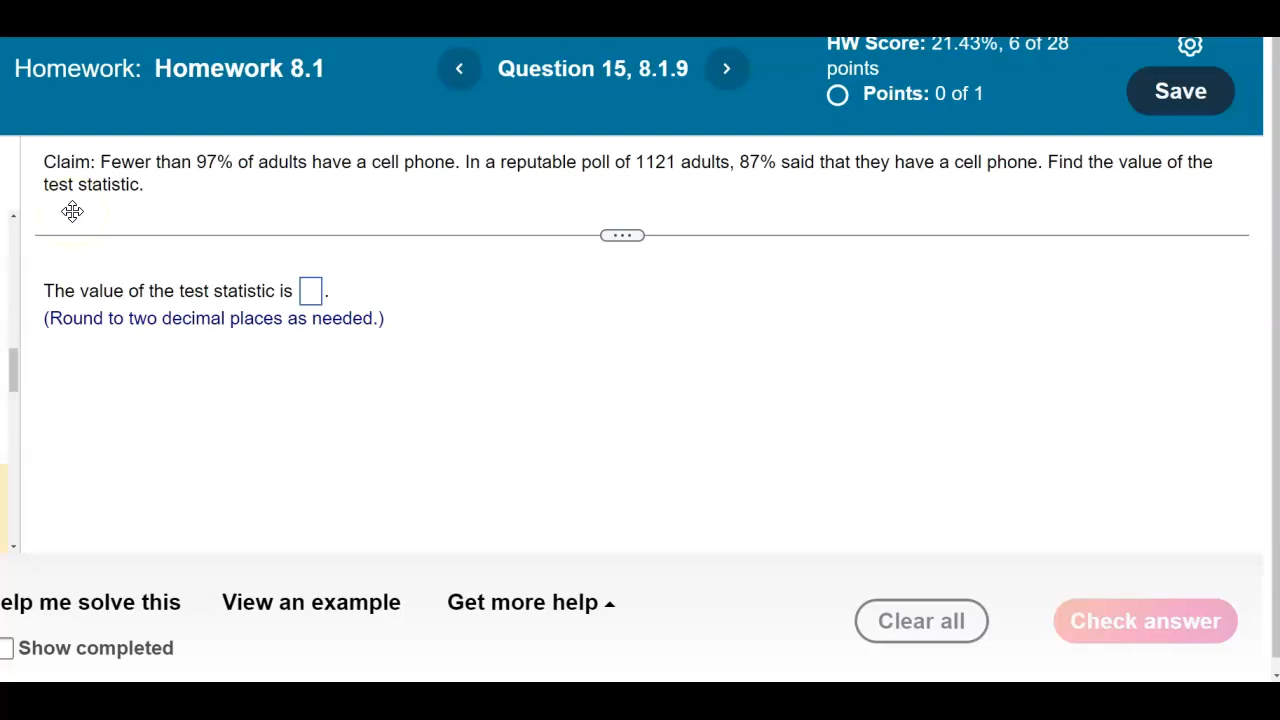 HW Score: 21.43%, 6 of 28
Homework: Homework 8.1
Question 15, 8.1.9
points
Points: 0 of 1
Save
Claim: Fewer than 97% of adults have a cell phone. In a reputable poll of 1121 adults, 87% said that they have a cell phone. Find the value of the
test statistic.
The value of the test statistic is .
(Round to two decimal places as needed.)
elp me solve this
View an example
Get more help
Clear all
Check answer
Show completed